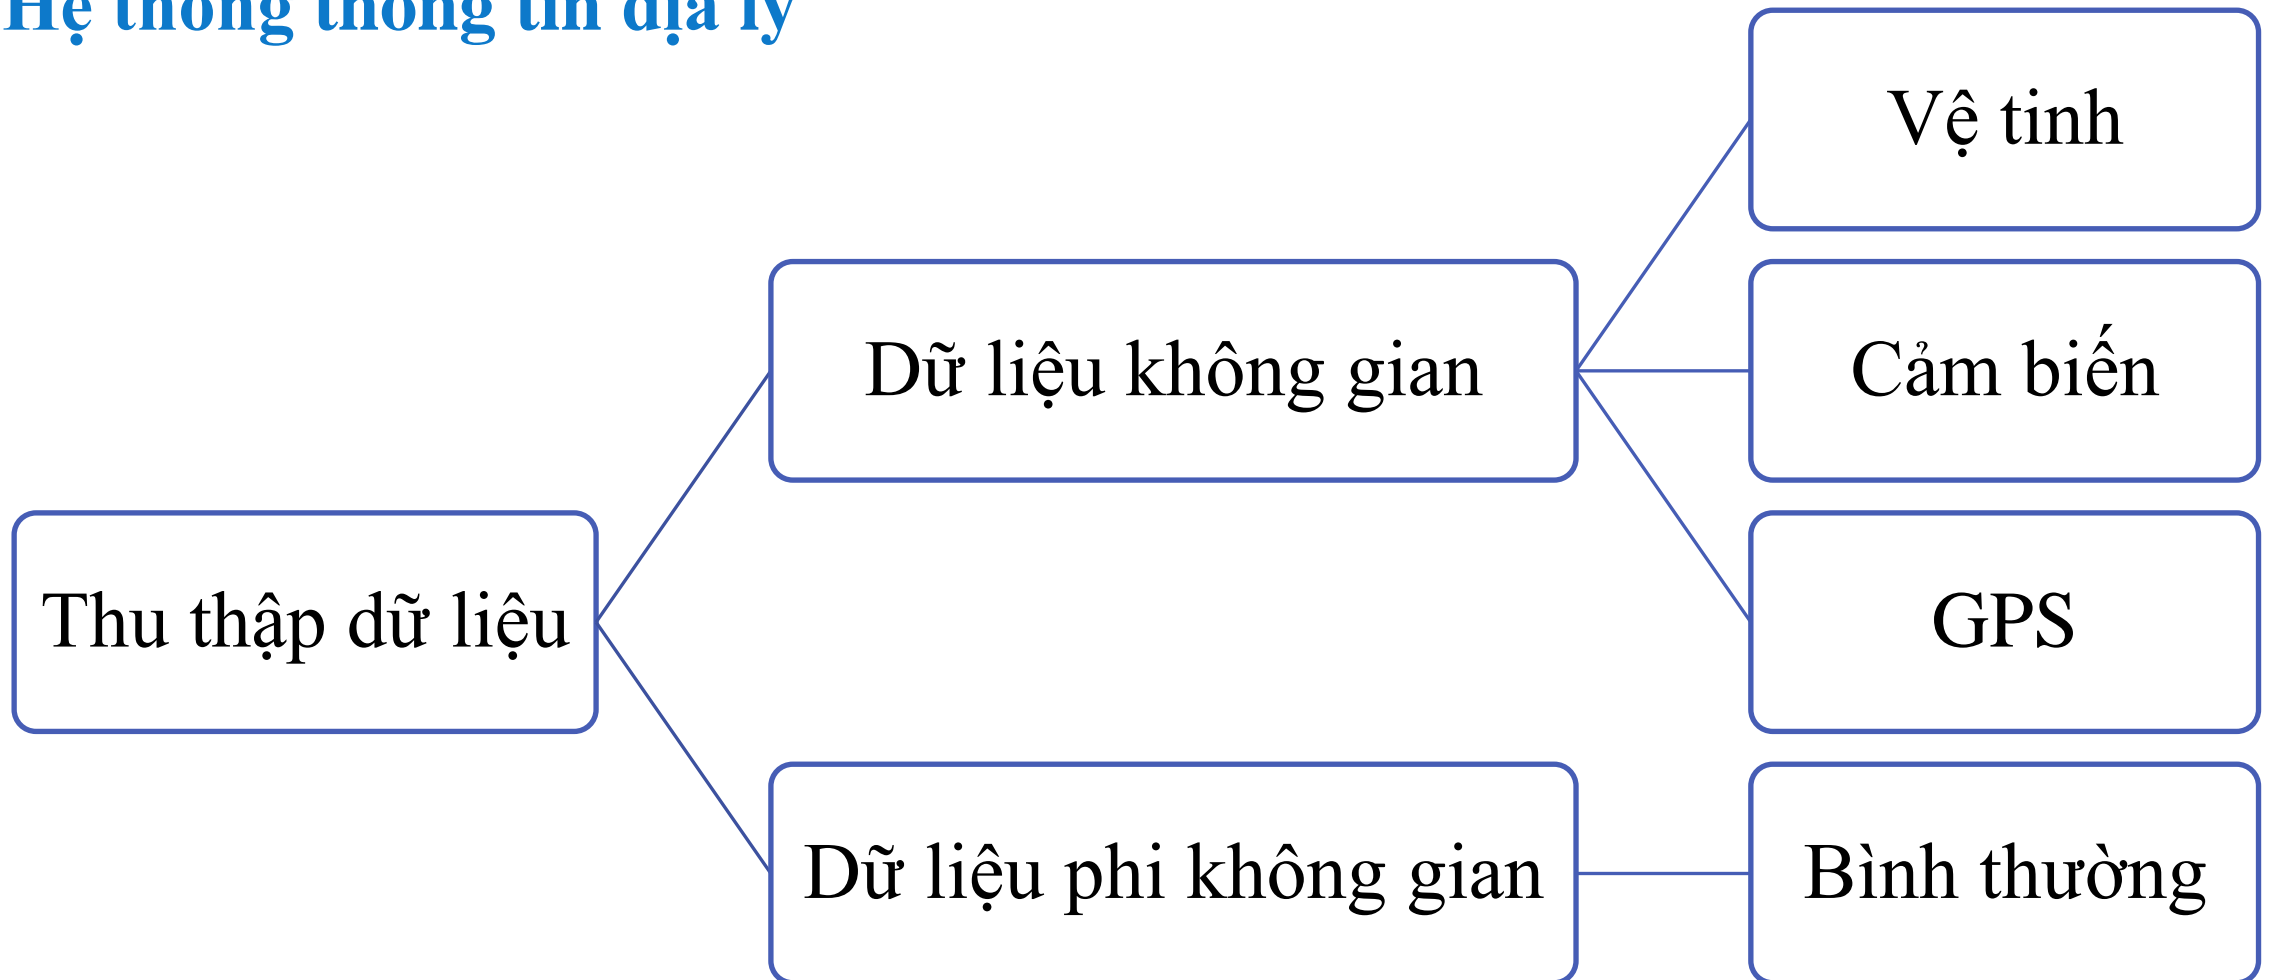 Hệ thống thông tin địa lý
Vệ tinh
Dữ liệu không gian
Cảm biến
Thu thập dữ liệu
GPS
Dữ liệu phi không gian
Bình thường